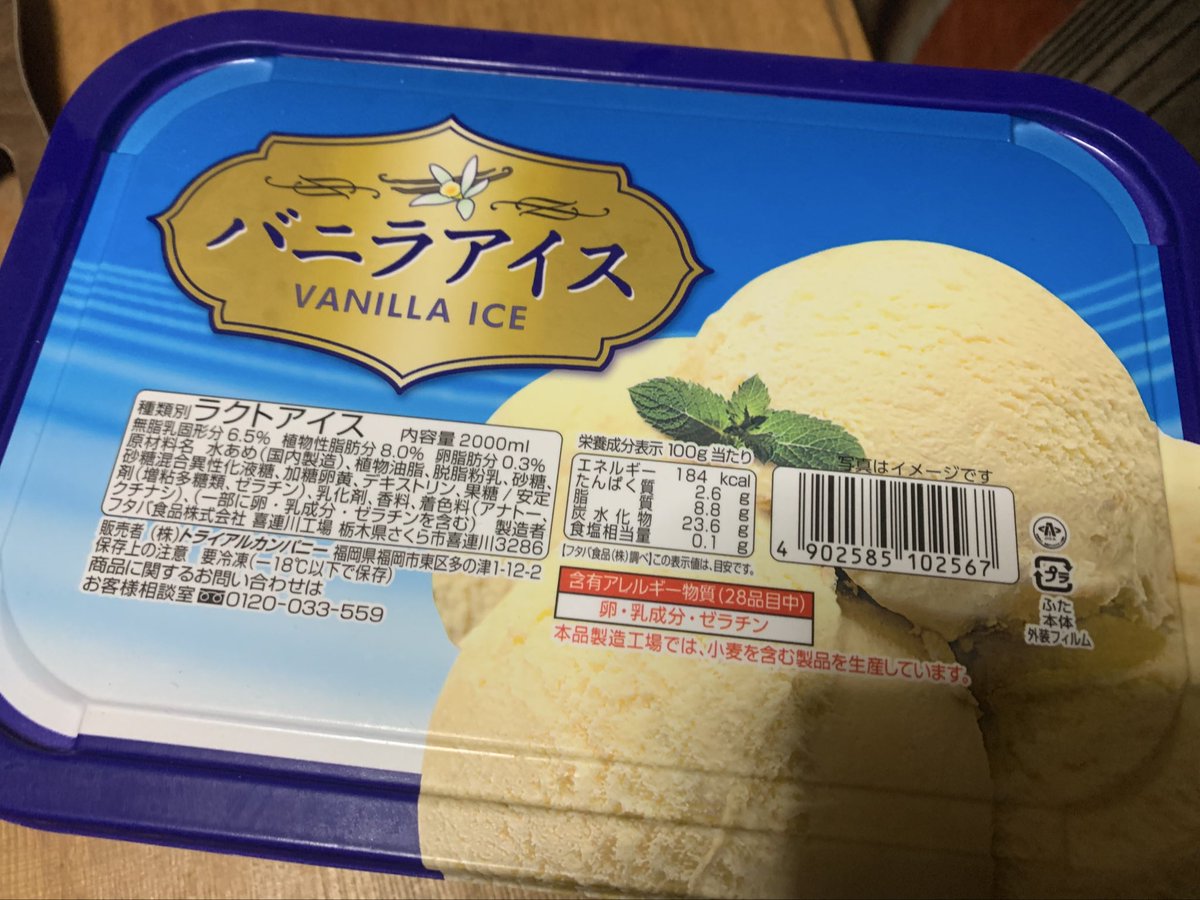 バニラアイス
VANILLA ICE
種類別 ラクトアイス 内容量 2000ml
無脂乳固形分 6.5% 植物性脂肪分 8.0% 卵脂肪分 0.3%
原材料名 水あめ(国内製造)、植物油脂、脱脂粉乳、砂糖、
砂糖混合異性化液糖、加糖卵黄、デキストリン、果糖/安定
剤(増粘多糖類、ゼラチン)、乳化剤、香料、着色料(アナトー、
クチナシ)、(一部に卵・乳成分・ゼラチンを含む) 製造者
フタバ食品株式会社 喜連川工場 栃木県さくら市喜連川3286
販売者 (株)トライアルカンパニー 福岡県福岡市東区多の津1-12-2
保存上の注意 要冷凍(-18℃以下で保存)
商品に関するお問い合わせは
お客様相談室 0120-033-559
栄養成分表示 100g当たり
エネルギー 184 kcal
たんぱく質 2.6 g
脂質 8.8 g
炭水化物 23.6 g
食塩相当量 0.1 g
【フタバ食品(株)調べ】この表示値は、目安です。
含有アレルギー物質(28品目中)
卵・乳成分・ゼラチン
本品製造工場では、小麦を含む製品を生産しています。
写真はイメージです
4 902585 102567
A
プラ
ふた
本体
外装フィルム